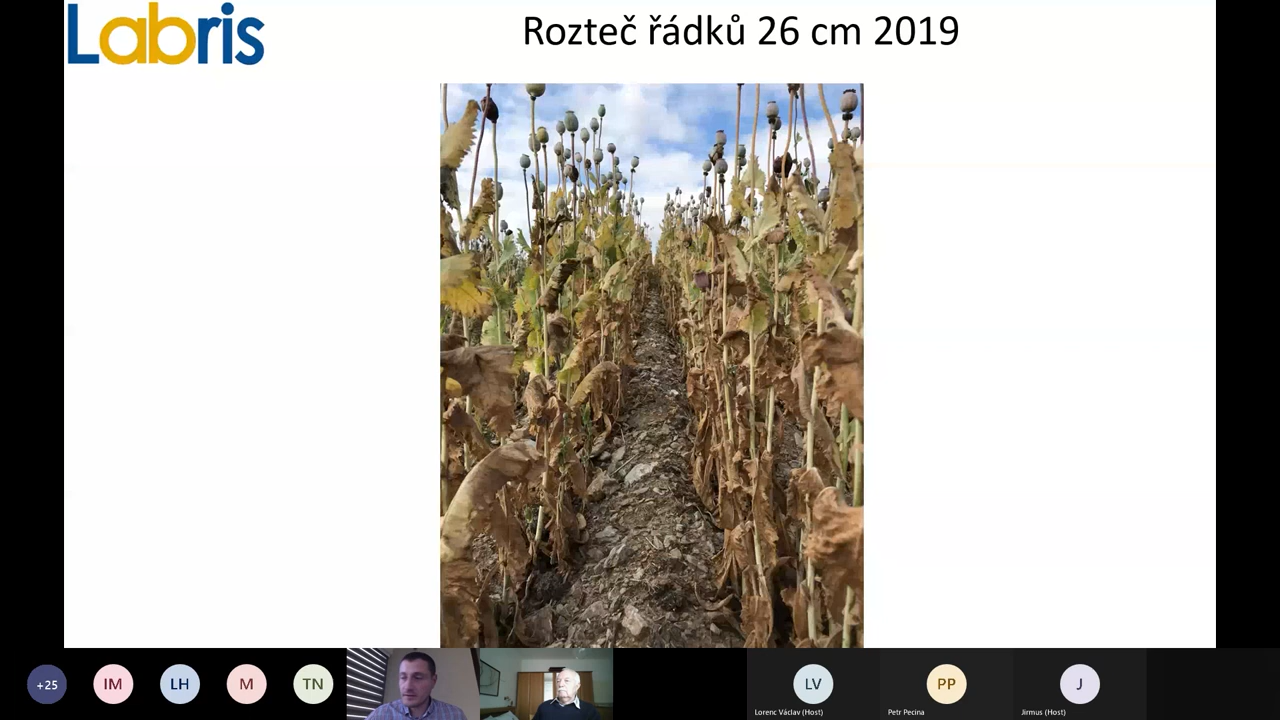 Labris
Rozteč řádků 26 cm 2019
+25
IM
LH
M
TN
LV
PP
J
Lorenc Václav (Host)
Petr Pecina
Jirmus (Host)